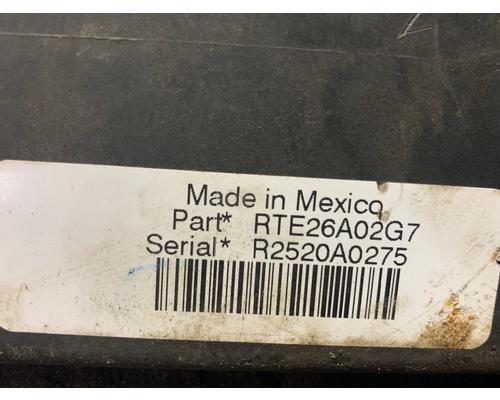 Made in Mexico
Part* RTE26A02G7
Serial* R2520A0275